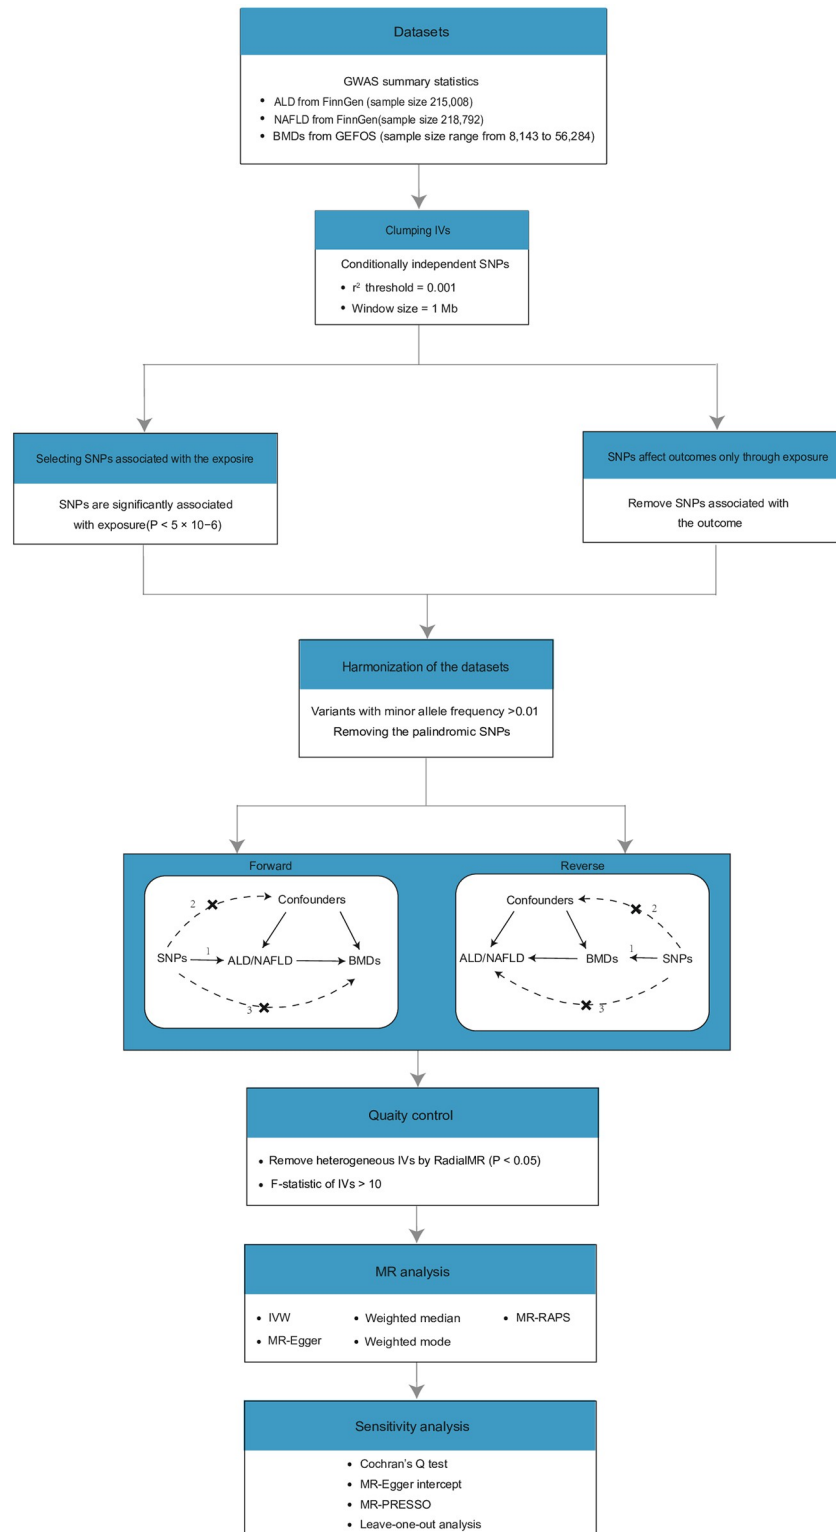 Datasets
GWAS summary statistics
• ALD from FinnGen (sample size 215,008)
• NAFLD from FinnGen(sample size 218,792)
• BMDs from GEFOS (sample size range from 8,143 to 56,284)
Clumping IVs
Conditionally independent SNPs
• r² threshold = 0.001
• Window size = 1 Mb
Selecting SNPs associated with the exposire
SNPs are significantly associated
with exposure(P < 5 × 10−6)
SNPs affect outcomes only through exposure
Remove SNPs associated with
the outcome
Harmonization of the datasets
Variants with minor allele frequency >0.01
Removing the palindromic SNPs
Forward
2
Confounders
SNPs
1
ALD/NAFLD
BMDs
3
Reverse
Confounders
2
ALD/NAFLD
BMDs
1
SNPs
3
Quaity control
• Remove heterogeneous IVs by RadialMR (P < 0.05)
• F-statistic of IVs > 10
MR analysis
• IVW
• Weighted median
• MR-RAPS
• MR-Egger
• Weighted mode
Sensitivity analysis
• Cochran's Q test
• MR-Egger intercept
• MR-PRESSO
• Leave-one-out analysis